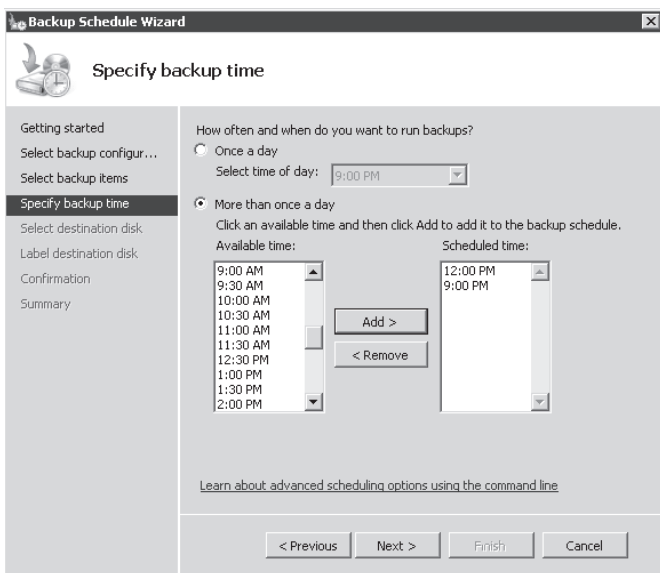 Backup Schedule Wizard
Specify backup time
Getting started
Select backup configur...
Select backup items
Specify backup time
Select destination disk
Label destination disk
Confirmation
Summary
How often and when do you want to run backups?
Once a day
Select time of day:
9:00 PM
More than once a day
Click an available time and then click Add to add it to the backup schedule.
Available time:
9:00 AM
9:30 AM
10:00 AM
10:30 AM
11:00 AM
11:30 AM
12:30 PM
1:00 PM
1:30 PM
2:00 PM
Add >
< Remove
Scheduled time:
12:00 PM
9:00 PM
Learn about advanced scheduling options using the command line
< Previous
Next >
Finish
Cancel